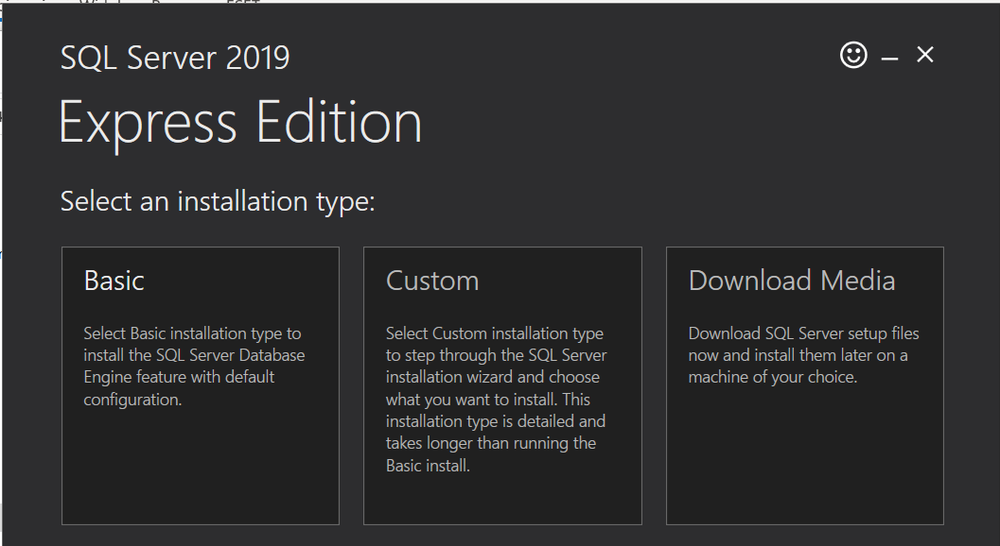 SQL Server 2019
Express Edition
Select an installation type:
Basic
Select Basic installation type to
install the SQL Server Database
Engine feature with default
configuration.
Custom
Select Custom installation type
to step through the SQL Server
installation wizard and choose
what you want to install. This
installation type is detailed and
takes longer than running the
Basic install.
Download Media
Download SQL Server setup files
now and install them later on a
machine of your choice.